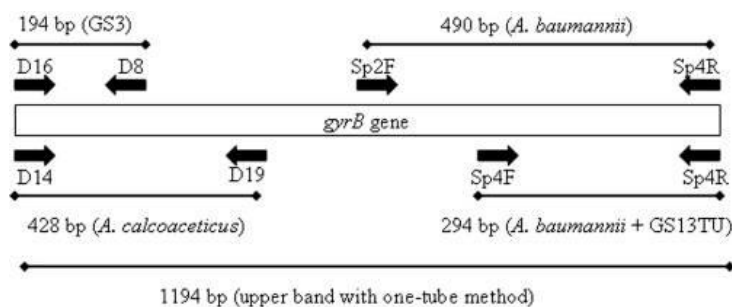 194 bp (GS3)
490 bp (A. baumannii)
D16
D8
Sp2F
Sp4R
gyrB gene
D14
D19
Sp4F
Sp4R
428 bp (A. calcoaceticus)
294 bp (A. baumannii + GS13TU)
1194 bp (upper band with one-tube method)